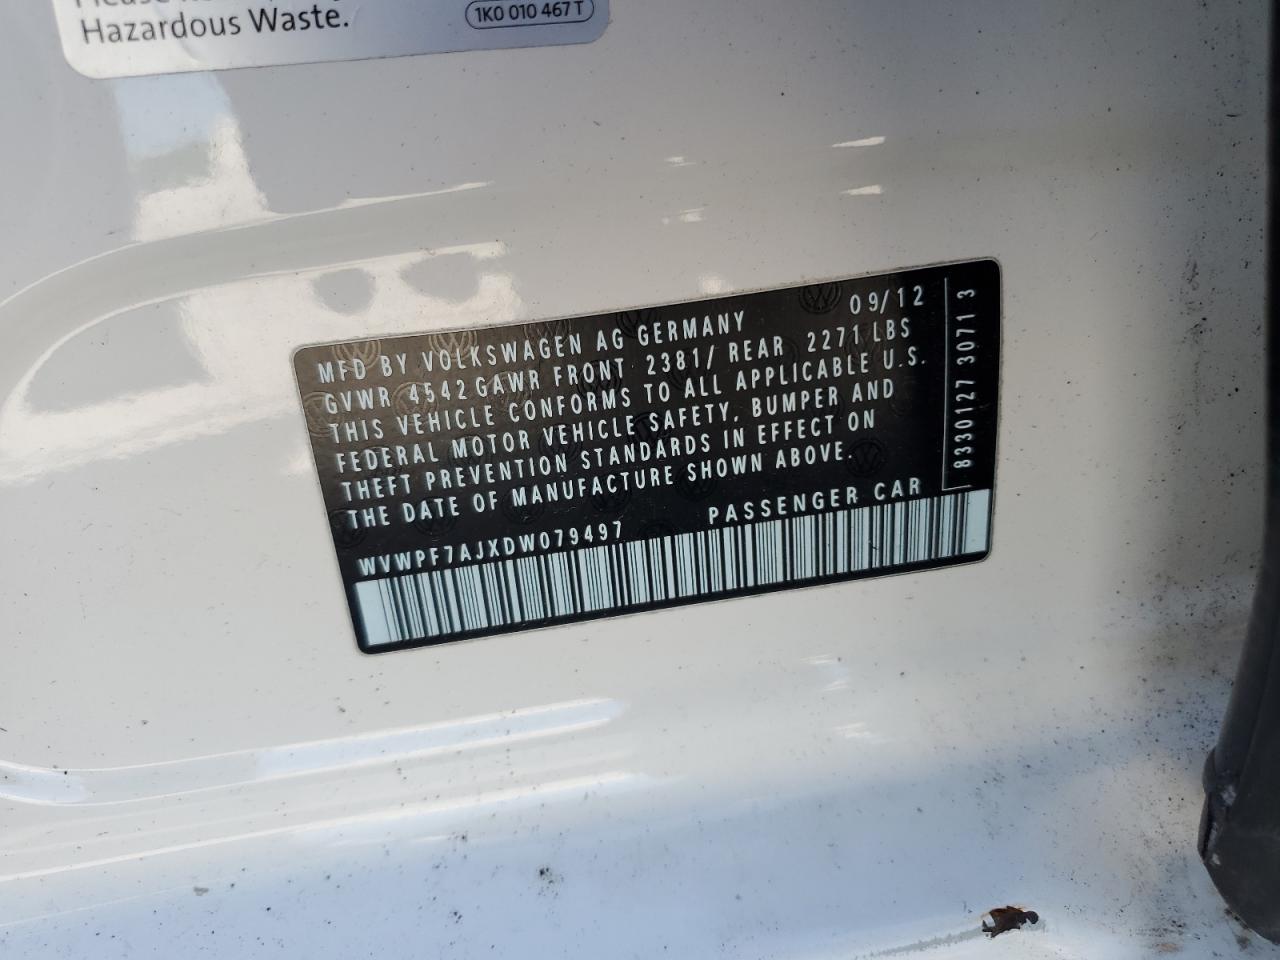 Hazardous Waste.
1K0 010 467 T
09/12
MFD BY VOLKSWAGEN AG GERMANY
GVWR 4542 GAWR FRONT 2381/ REAR 2271 LBS
THIS VEHICLE CONFORMS TO ALL APPLICABLE U.S.
FEDERAL MOTOR VEHICLE SAFETY, BUMPER AND
THEFT PREVENTION STANDARDS IN EFFECT ON
THE DATE OF MANUFACTURE SHOWN ABOVE.
WVWPF7AJXDW079497 PASSENGER CAR
8330127 30713